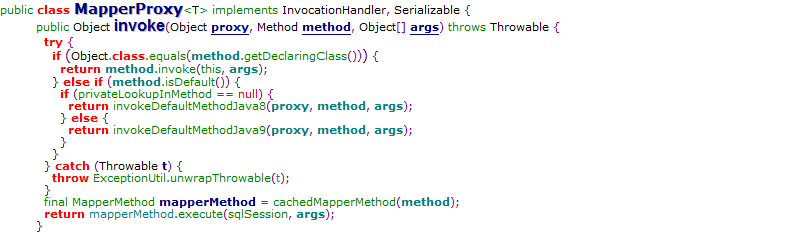 public class MapperProxy<T> implements InvocationHandler, Serializable {
public Object invoke(Object proxy, Method method, Object[] args) throws Throwable {
try {
if (Object.class.equals(method.getDeclaringClass())) {
return method.invoke(this, args);
} else if (method.isDefault()) {
if (privateLookupInMethod == null) {
return invokeDefaultMethodJava8(proxy, method, args);
} else {
return invokeDefaultMethodJava9(proxy, method, args);
}
}
} catch (Throwable t) {
throw ExceptionUtil.unwrapThrowable(t);
}
final MapperMethod mapperMethod = cachedMapperMethod(method);
return mapperMethod.execute(sqlSession, args);
}